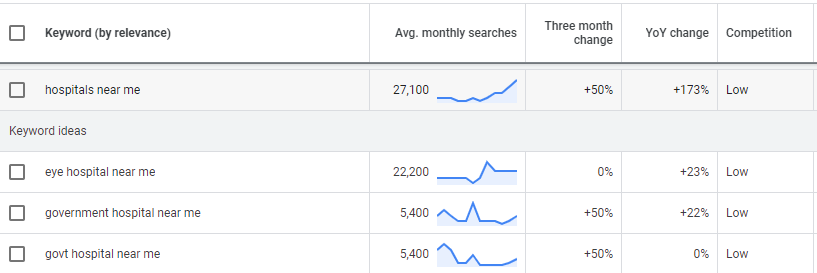 Keyword (by relevance) Avg. monthly searches Three month change YoY change Competition
hospitals near me 27,100 +50% +173% Low
Keyword ideas
eye hospital near me 22,200 0% +23% Low
government hospital near me 5,400 +50% +22% Low
govt hospital near me 5,400 +50% 0% Low